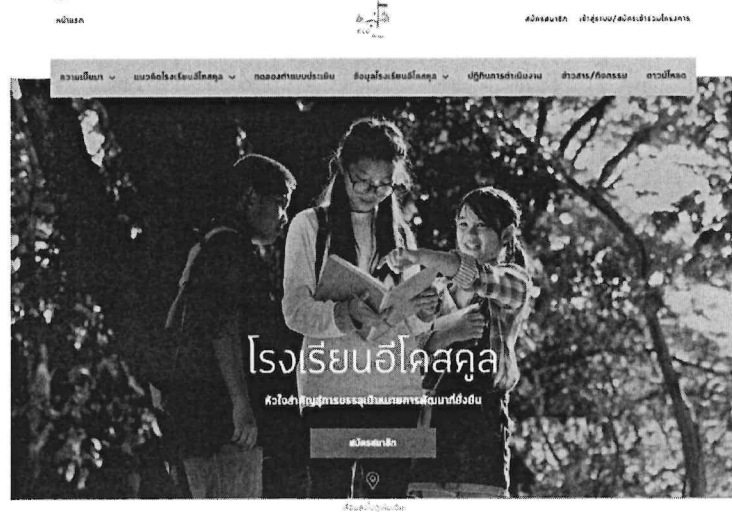 หน้าแรก
สมัครสมาชิก เข้าสู่ระบบ/สมัครเข้าร่วมโครงการ
ความเป็นมา แนวคิดโรงเรียนอีโคสคูล ทดลองทำแบบประเมิน ข้อมูลโรงเรียนอีโคสคูล ปฏิทินการดำเนินงาน ข่าวสาร/กิจกรรม ดาวน์โหลด
โรงเรียนอีโคสคูล
หัวใจสำคัญสู่การบรรลุเป้าหมายการพัฒนาที่ยั่งยืน
สมัครสมาชิก